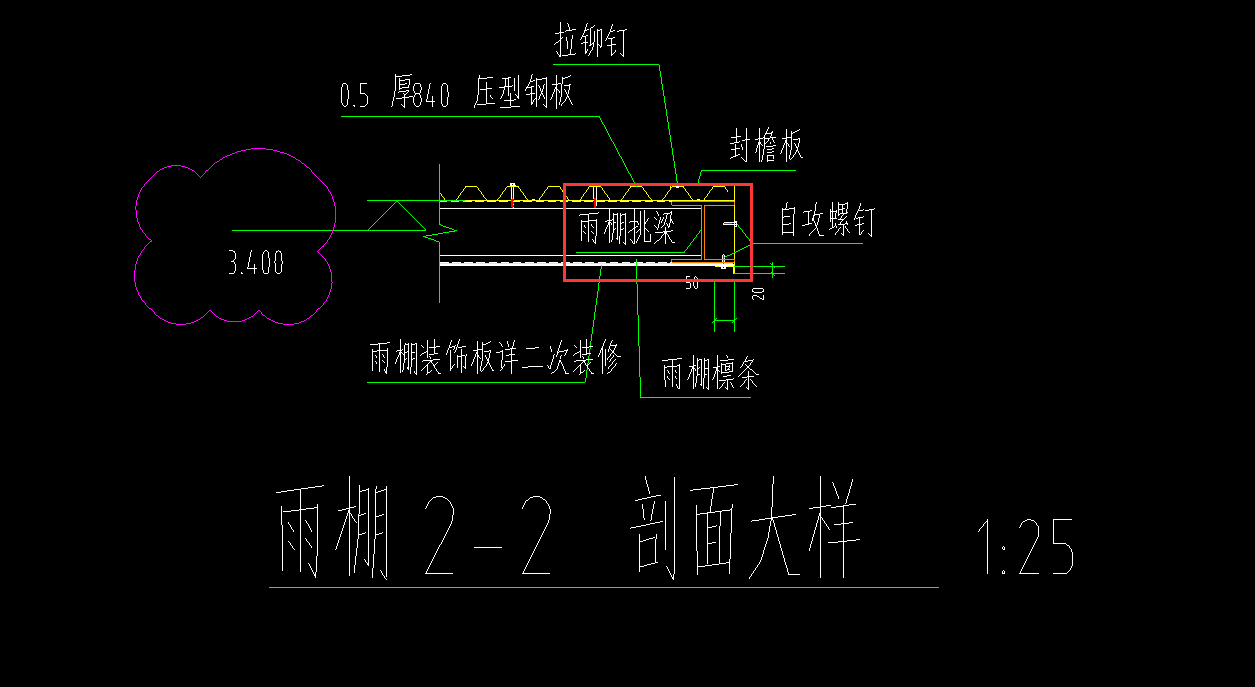 拉铆钉
0.5 厚840 压型钢板
封檐板
自攻螺钉
雨棚挑梁
3.400
50
20
雨棚装饰板详二次装修
雨棚檩条
雨棚 2-2 剖面大样 1:25